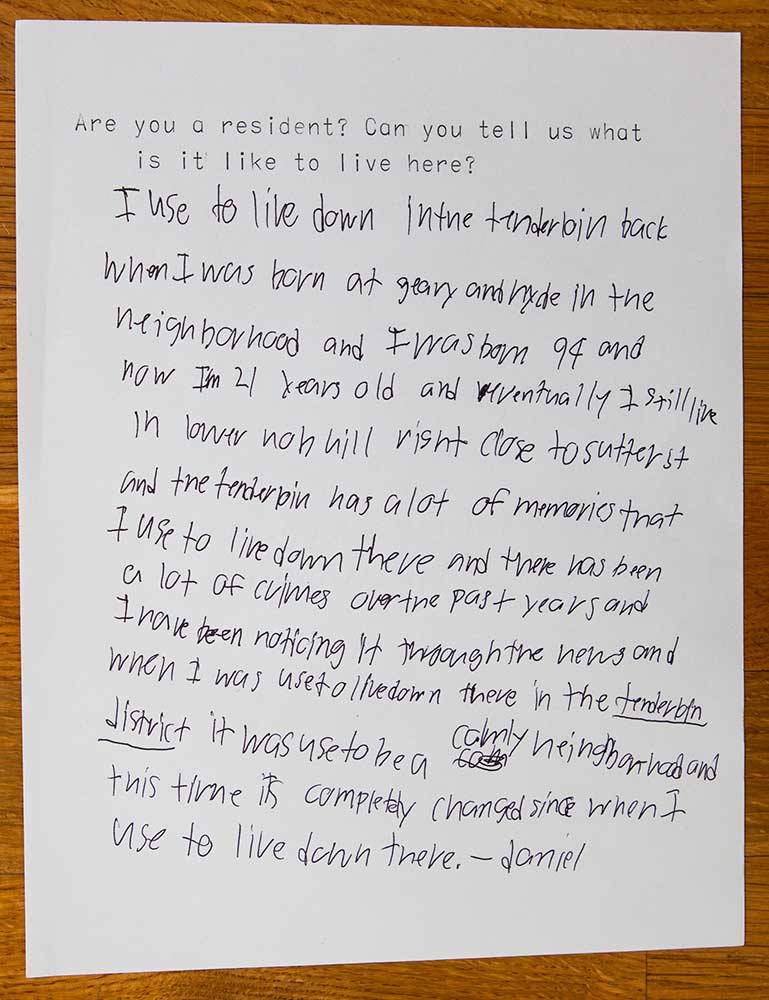 Are you a resident? Can you tell us what
is it like to live here?
I use to live down in the tenderbin back
when I was born at geary and hyde in the
neighborhood and I was born 94 and
now I'm 21 years old and eventually I still live
in lower nob hill right close to sutter st
and the tenderbin has a lot of memories that
I use to live down there and there has been
a lot of crimes over the past years and
I have been noticing it through the news and
when I was use to live down there in the tenderbin
district it was use to be a calmly neinghborhood and
this time it's completely changed since when I
use to live down there. — daniel